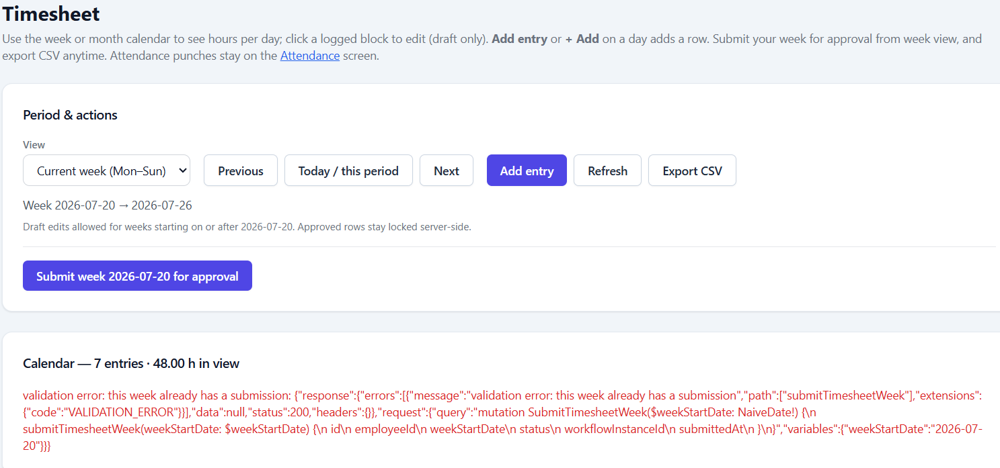 Timesheet
Use the week or month calendar to see hours per day; click a logged block to edit (draft only). Add entry or + Add on a day adds a row. Submit your week for approval from week view, and
export CSV anytime. Attendance punches stay on the Attendance screen.
Period & actions
View
Current week (Mon–Sun) Previous Today / this period Next Add entry Refresh Export CSV
Week 2026-07-20 → 2026-07-26
Draft edits allowed for weeks starting on or after 2026-07-20. Approved rows stay locked server-side.
Submit week 2026-07-20 for approval
Calendar — 7 entries · 48.00 h in view
validation error: this week already has a submission: {"response":{"errors":[{"message":"validation error: this week already has a submission","path":["submitTimesheetWeek"],"extensions":
{"code":"VALIDATION_ERROR"}}],"data":null,"status":200,"headers":{}},"request":{"query":"mutation SubmitTimesheetWeek($weekStartDate: NaiveDate!) {\n
submitTimesheetWeek(weekStartDate: $weekStartDate) {\n id\n employeeId\n weekStartDate\n status\n workflowInstanceId\n submittedAt\n }\n}","variables":{"weekStartDate":"2026-07-
20"}}}